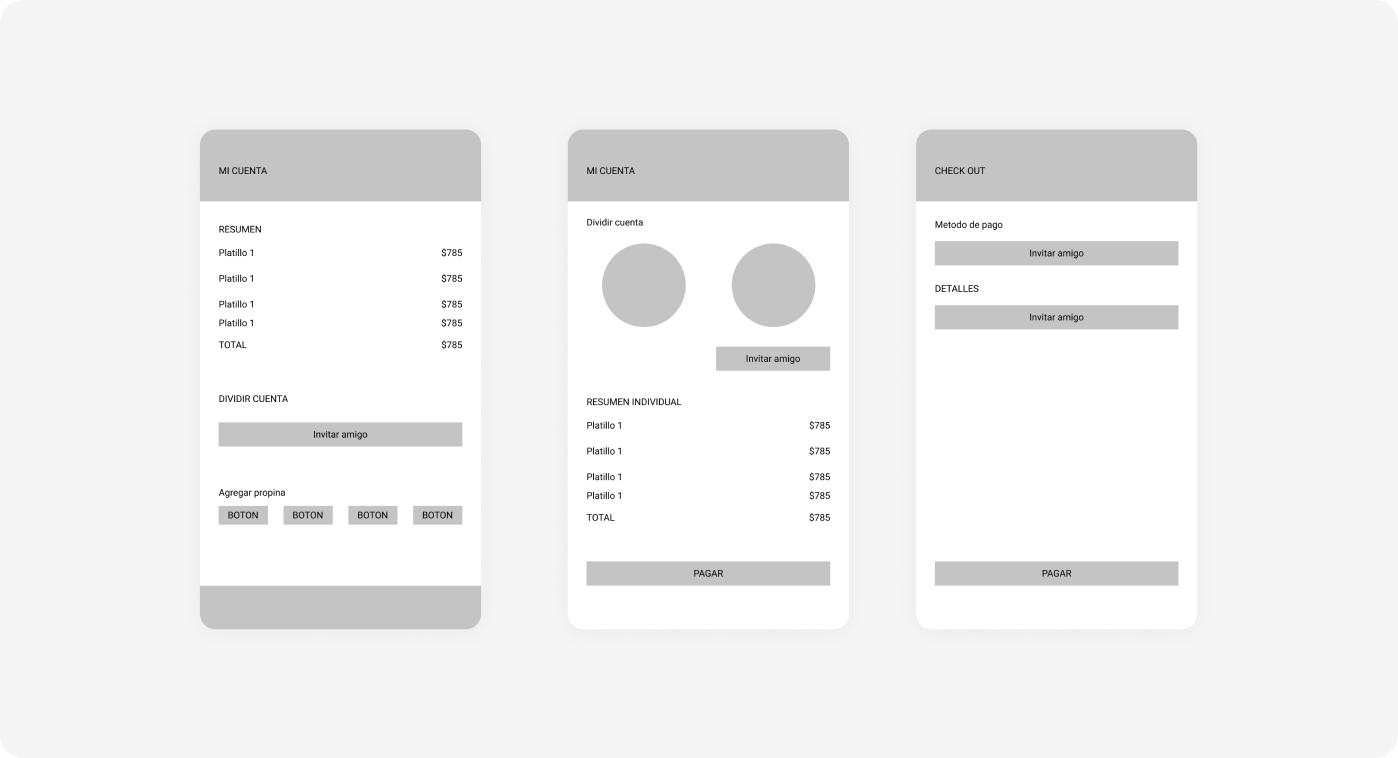 MI CUENTA
RESUMEN
Platillo 1 $785
Platillo 1 $785
Platillo 1 $785
Platillo 1 $785
TOTAL $785
DIVIDIR CUENTA
Invitar amigo
Agregar propina
BOTON BOTON BOTON BOTON
MI CUENTA
Dividir cuenta
Invitar amigo
RESUMEN INDIVIDUAL
Platillo 1 $785
Platillo 1 $785
Platillo 1 $785
Platillo 1 $785
TOTAL $785
PAGAR
CHECK OUT
Metodo de pago
Invitar amigo
DETALLES
Invitar amigo
PAGAR